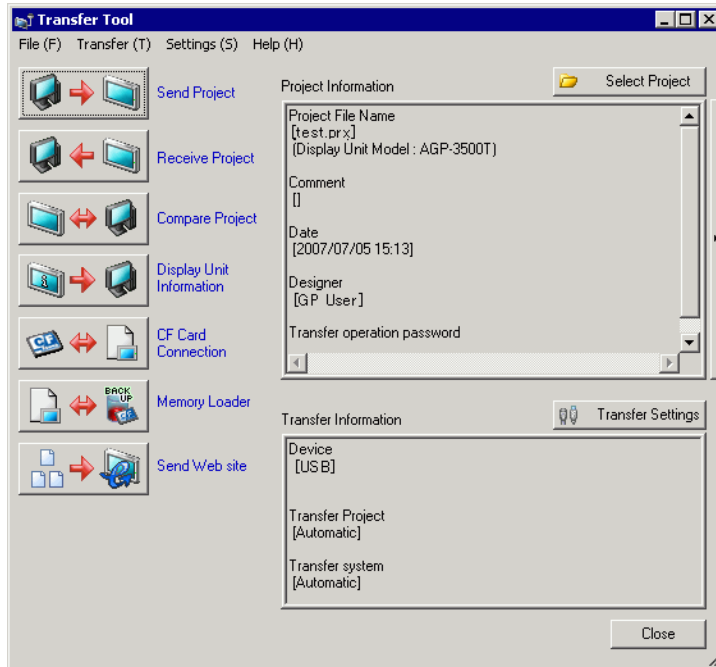 Transfer Tool
File (F) Transfer (T) Settings (S) Help (H)
Send Project
Receive Project
Compare Project
Display Unit
Information
CF
CF Card
Connection
BACK
UP
Memory Loader
Send Web site
Project Information
Select Project
Project File Name
[test.prx]
(Display Unit Model : AGP-3500T)
Comment
[]
Date
[2007/07/05 15:13]
Designer
[GP User]
Transfer operation password
Transfer Information
Transfer Settings
Device
[USB]
Transfer Project
[Automatic]
Transfer system
[Automatic]
Close